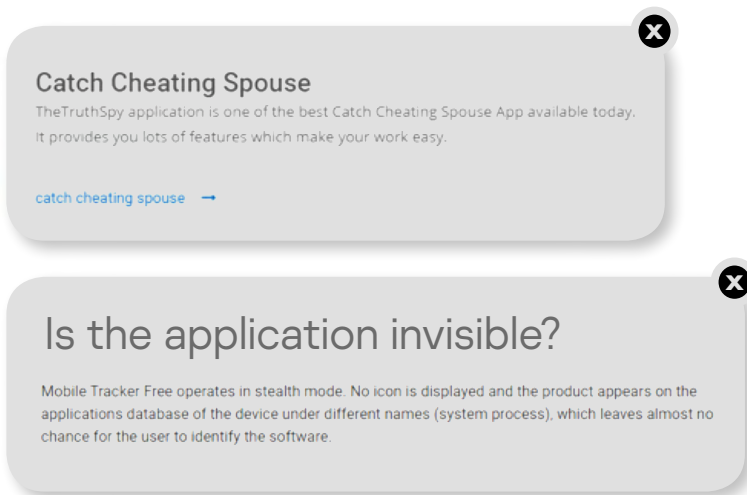 X
Catch Cheating Spouse
TheTruthSpy application is one of the best Catch Cheating Spouse App available today.
It provides you lots of features which make your work easy.
catch cheating spouse →
X
Is the application invisible?
Mobile Tracker Free operates in stealth mode. No icon is displayed and the product appears on the
applications database of the device under different names (system process), which leaves almost no
chance for the user to identify the software.